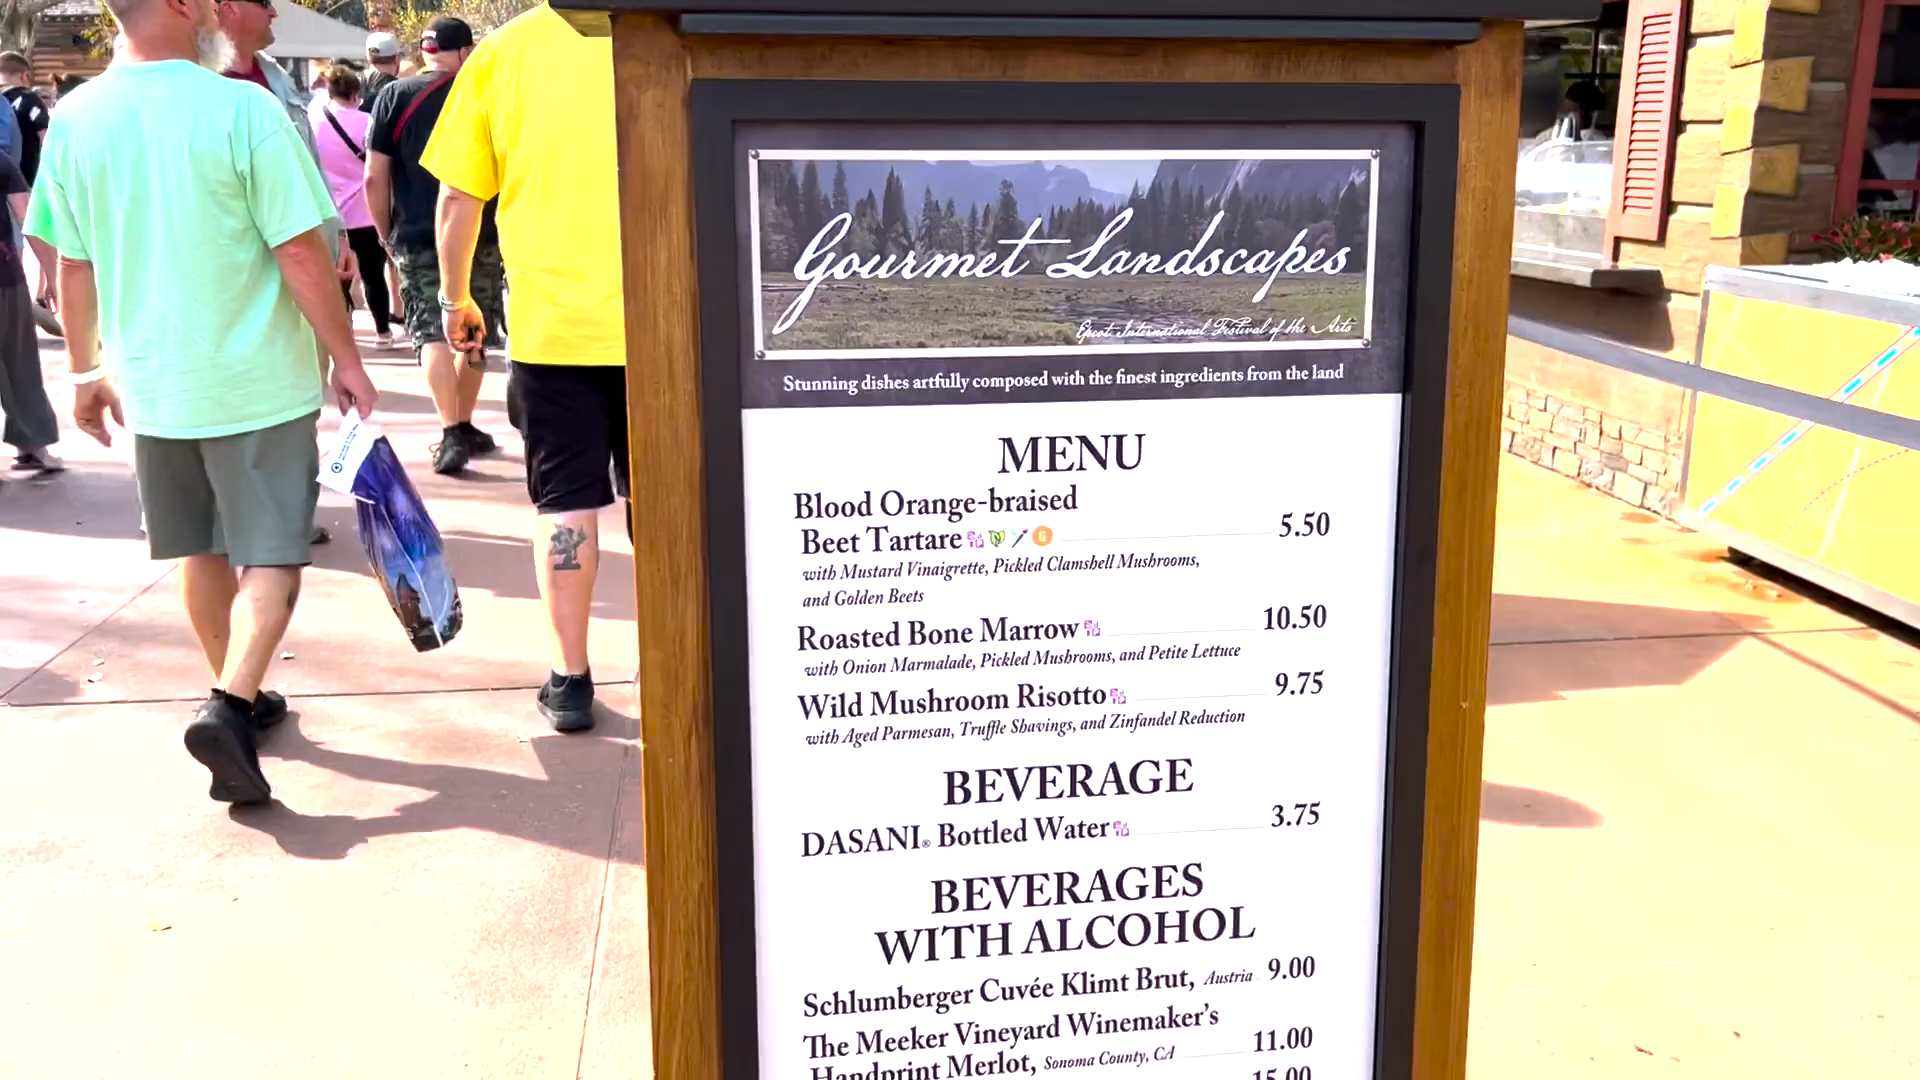 Gourmet Landscapes
Epcot International Festival of the Arts
Stunning dishes artfully composed with the finest ingredients from the land
MENU
Blood Orange-braised
Beet Tartare G 5.50
with Mustard Vinaigrette, Pickled Clamshell Mushrooms,
and Golden Beets
Roasted Bone Marrow 10.50
with Onion Marmalade, Pickled Mushrooms, and Petite Lettuce
Wild Mushroom Risotto 9.75
with Aged Parmesan, Truffle Shavings, and Zinfandel Reduction
BEVERAGE
DASANI® Bottled Water 3.75
BEVERAGES
WITH ALCOHOL
Schlumberger Cuvée Klimt Brut, Austria 9.00
The Meeker Vineyard Winemaker's
Handprint Merlot, Sonoma County, CA 11.00
15.00